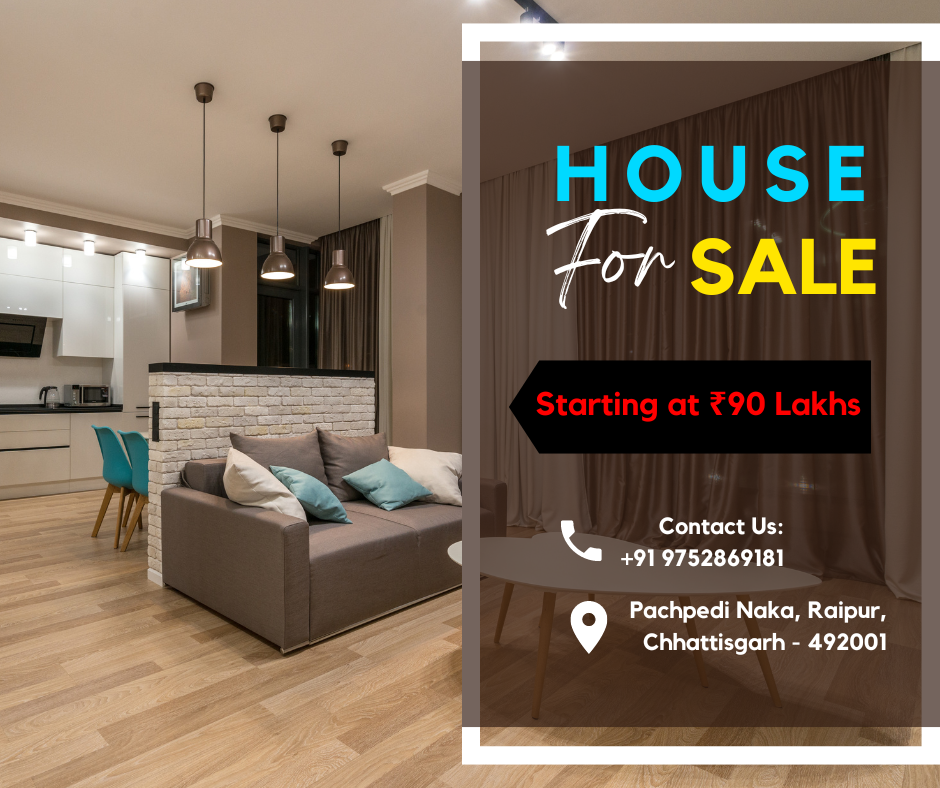 HOUSE
For SALE
Starting at ₹90 Lakhs
Contact Us:
+91 9752869181
Pachpedi Naka, Raipur,
Chhattisgarh - 492001